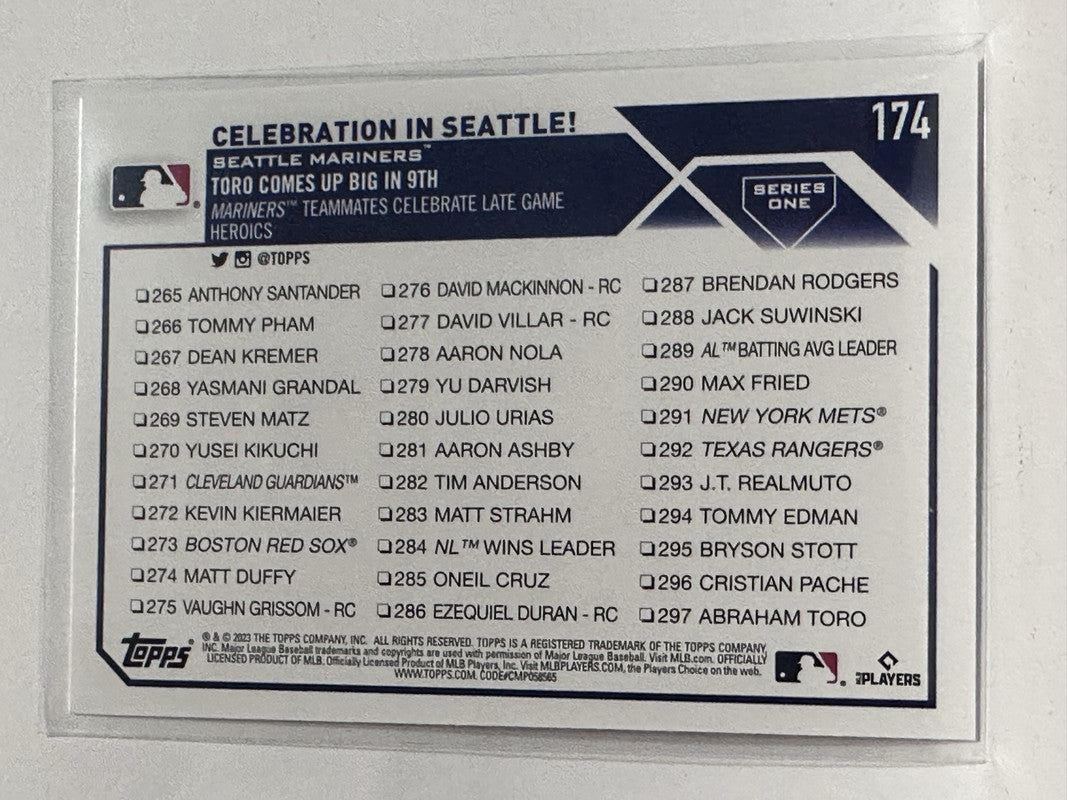 174
CELEBRATION IN SEATTLE!
SEATTLE MARINERS™
TORO COMES UP BIG IN 9TH
MARINERS™ TEAMMATES CELEBRATE LATE GAME
HEROICS
SERIES
ONE
@TOPPS
❏265 ANTHONY SANTANDER
❏266 TOMMY PHAM
❏267 DEAN KREMER
❏268 YASMANI GRANDAL
❏269 STEVEN MATZ
❏270 YUSEI KIKUCHI
❏271 CLEVELAND GUARDIANS™
❏272 KEVIN KIERMAIER
❏273 BOSTON RED SOX®
❏274 MATT DUFFY
❏275 VAUGHN GRISSOM - RC
❏276 DAVID MACKINNON - RC
❏277 DAVID VILLAR - RC
❏278 AARON NOLA
❏279 YU DARVISH
❏280 JULIO URIAS
❏281 AARON ASHBY
❏282 TIM ANDERSON
❏283 MATT STRAHM
❏284 NL™ WINS LEADER
❏285 ONEIL CRUZ
❏286 EZEQUIEL DURAN - RC
❏287 BRENDAN RODGERS
❏288 JACK SUWINSKI
❏289 AL™ BATTING AVG LEADER
❏290 MAX FRIED
❏291 NEW YORK METS®
❏292 TEXAS RANGERS®
❏293 J.T. REALMUTO
❏294 TOMMY EDMAN
❏295 BRYSON STOTT
❏296 CRISTIAN PACHE
❏297 ABRAHAM TORO
Topps®
® & © 2023 THE TOPPS COMPANY, INC. ALL RIGHTS RESERVED. TOPPS IS A REGISTERED TRADEMARK OF THE TOPPS COMPANY,
INC. Major League Baseball trademarks and copyrights are used with permission of Major League Baseball. Visit MLB.com. OFFICIALLY
LICENSED PRODUCT OF MLB. Officially Licensed Product of MLB Players, Inc. Visit MLBPLAYERS.COM, the Players Choice on the web.
WWW.TOPPS.COM. CODE#CMP058565
MLB PLAYERS